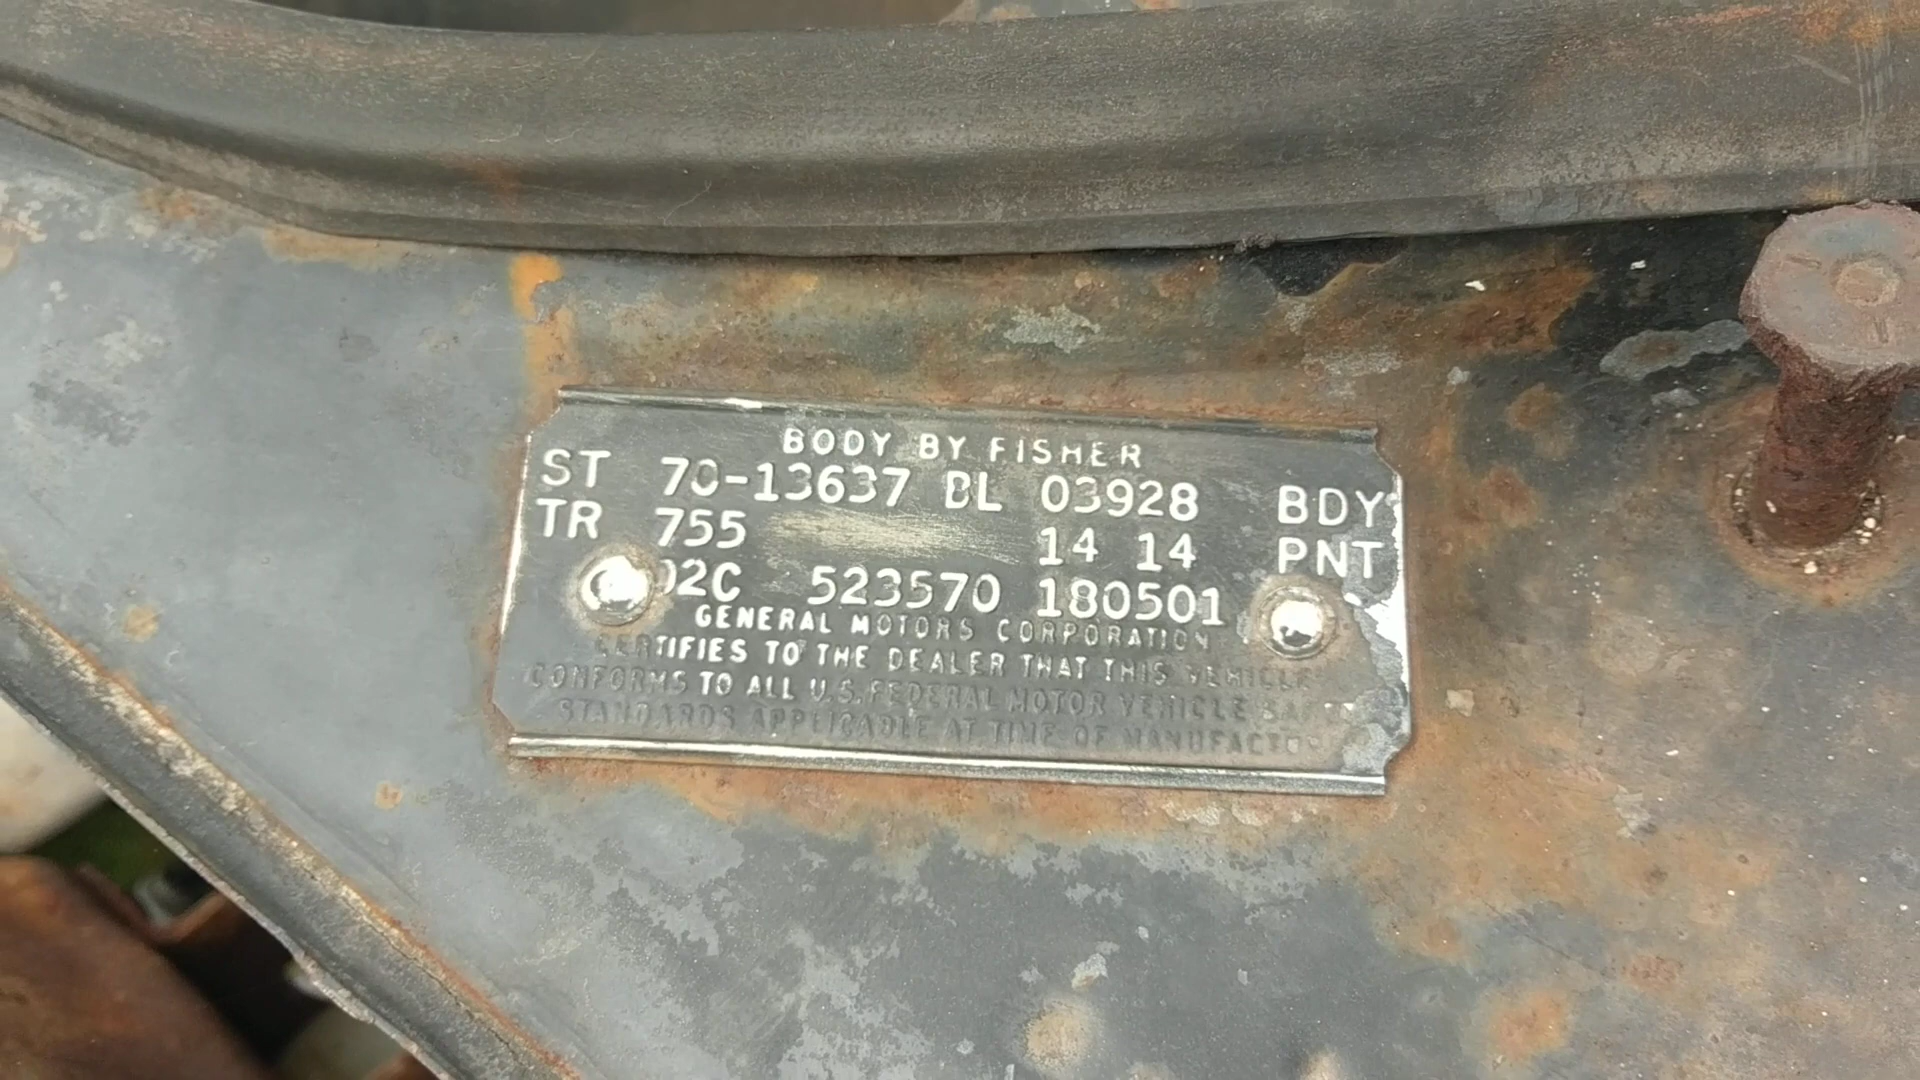 BODY BY FISHER
ST 70-13637 BL 03928 BDY
TR 755 14 14 PNT
02C 523570 180501
GENERAL MOTORS CORPORATION
CERTIFIES TO THE DEALER THAT THIS VEHICLE
CONFORMS TO ALL U.S. FEDERAL MOTOR VEHICLE SAFE
STANDARDS APPLICABLE AT TIME OF MANUFACTU